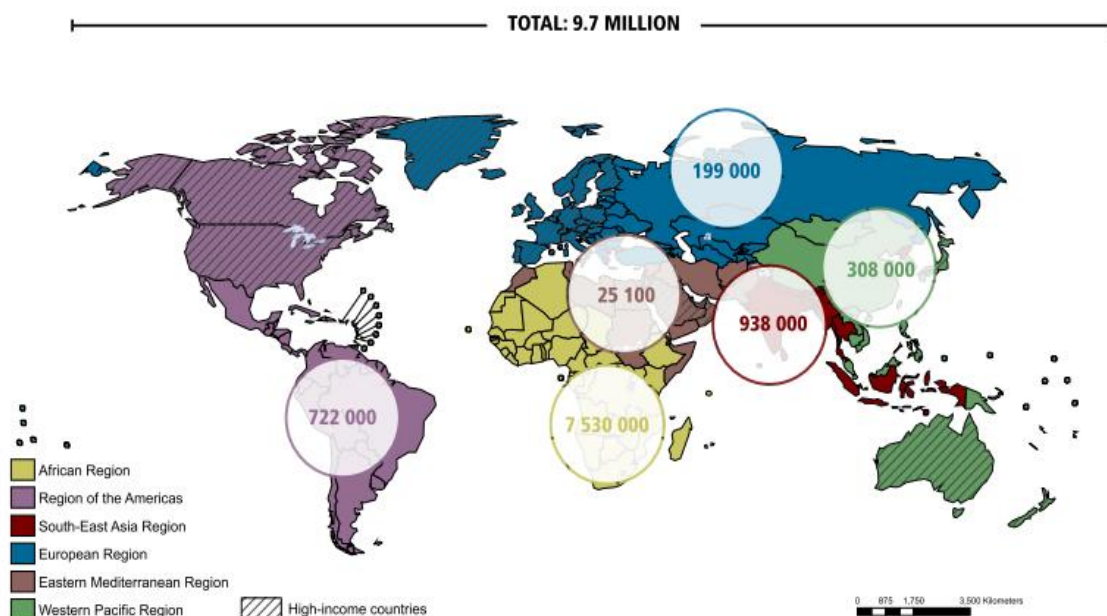 TOTAL: 9.7 MILLION
199 000
308 000
25 100
938 000
722 000
7 530 000
African Region
Region of the Americas
South-East Asia Region
European Region
Eastern Mediterranean Region
Western Pacific Region
High-income countries
0 875 1,750 3,500 Kilometers